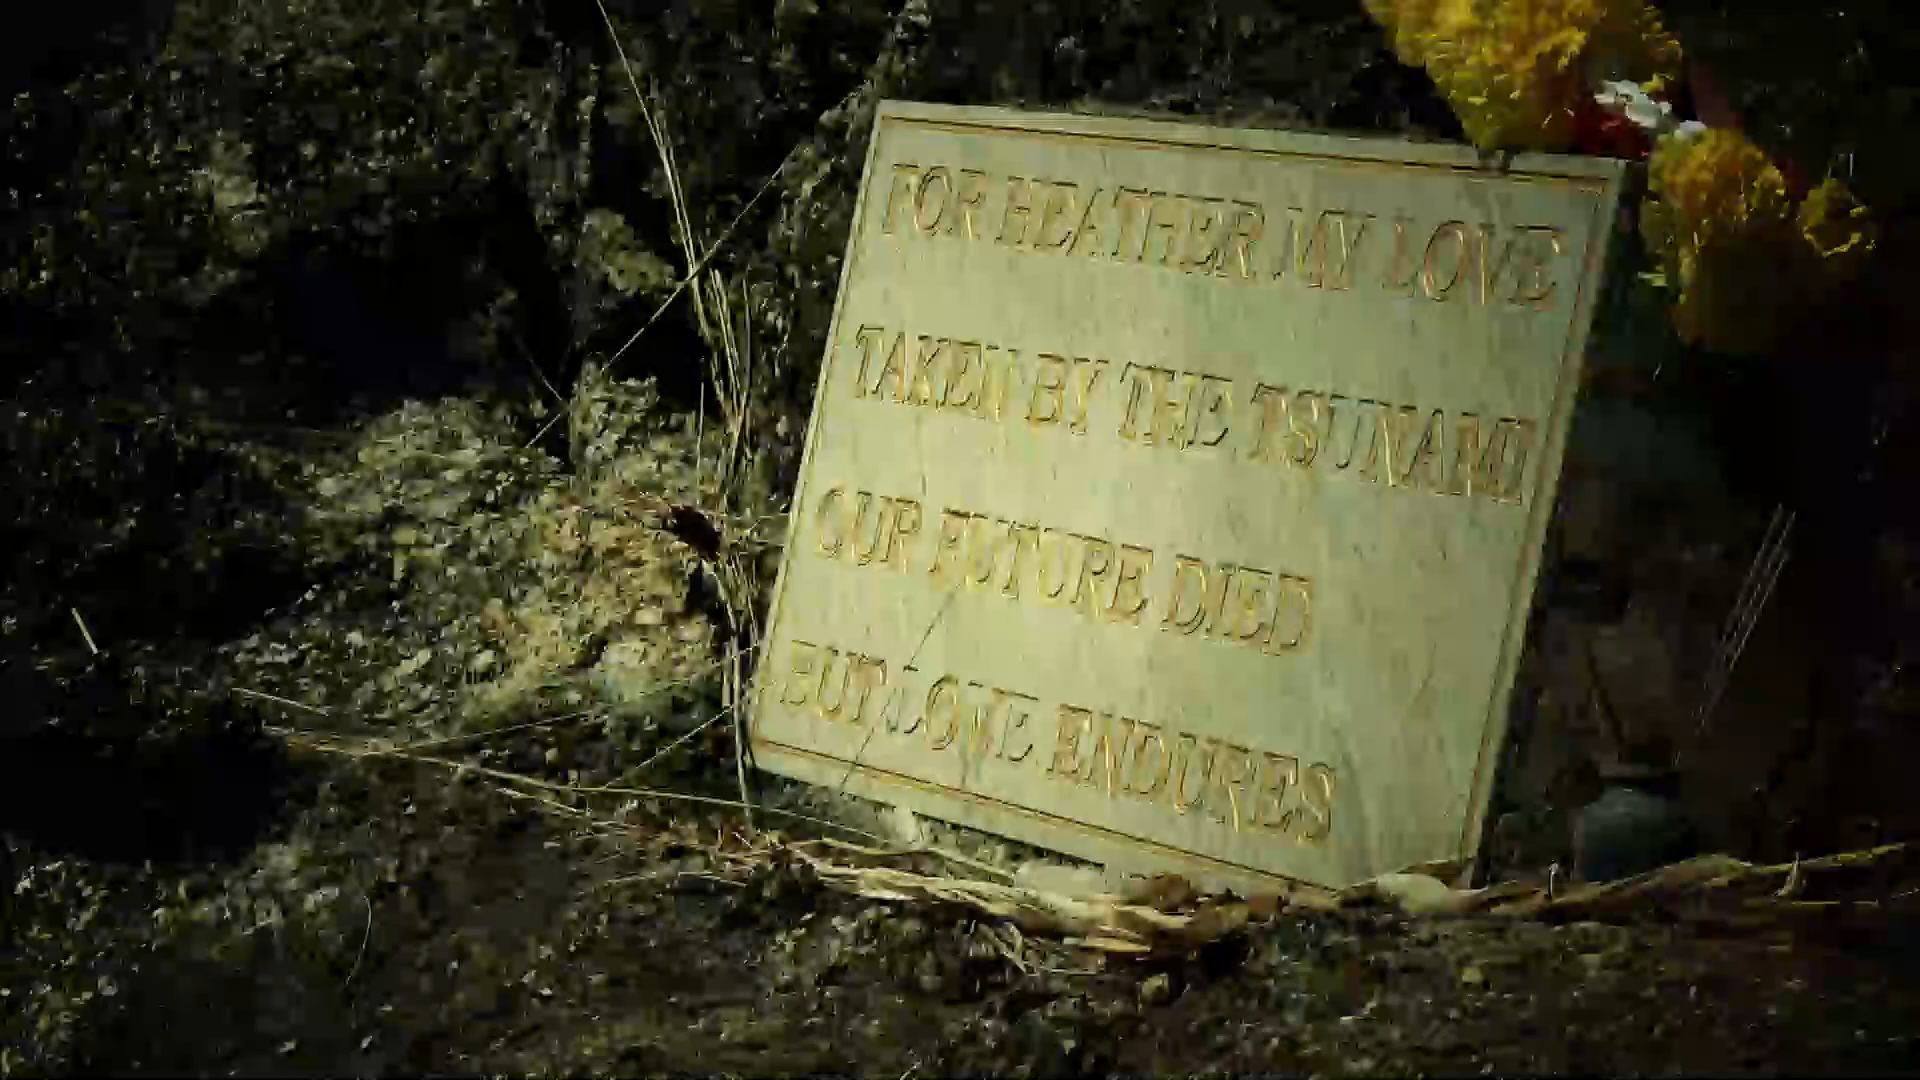 FOR HEATHER MY LOVE
TAKEN BY THE TSUNAMI
OUR FUTURE DIED
BUT LOVE ENDURES